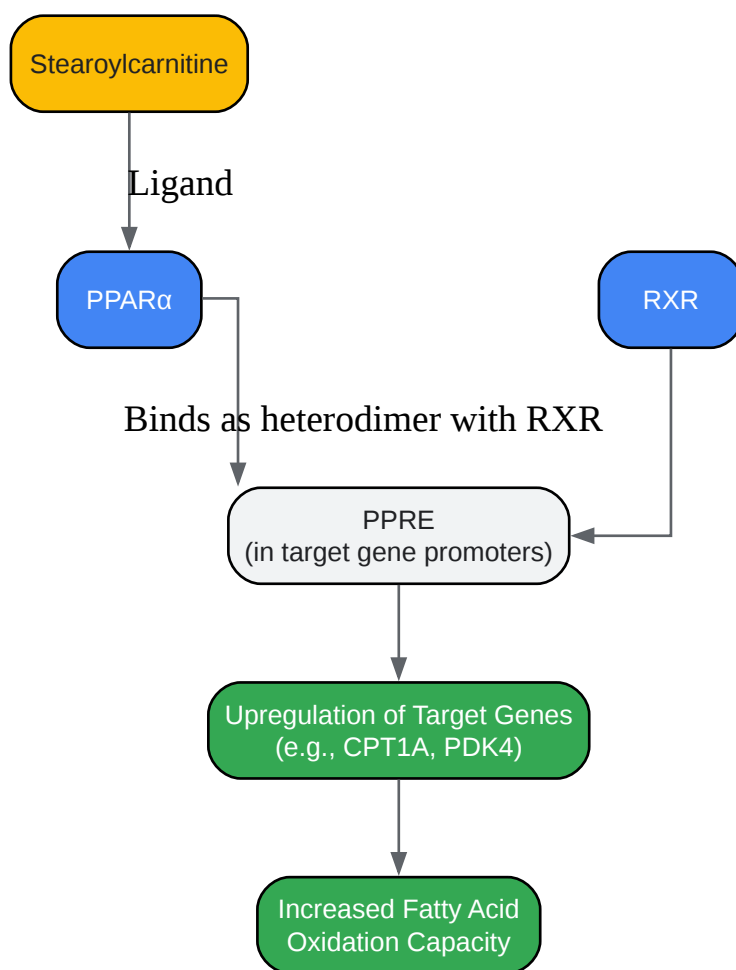 Stearoylcarnitine
Ligand
PPARα
RXR
Binds as heterodimer with RXR
PPRE
(in target gene promoters)
Upregulation of Target Genes
(e.g., CPT1A, PDK4)
Increased Fatty Acid
Oxidation Capacity